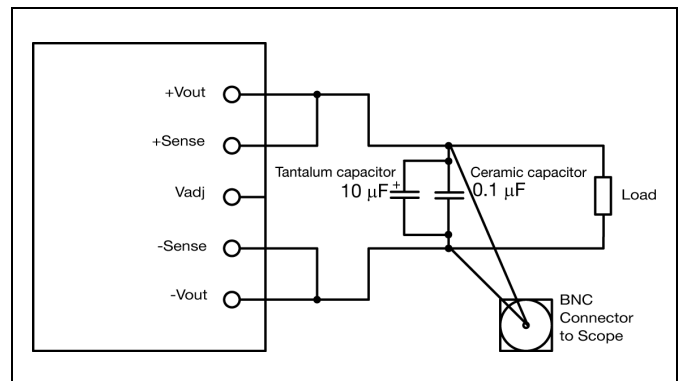 +Vout
+Sense
Vadj
-Sense
-Vout
Tantalum capacitor
10 μF
+
Ceramic capacitor
0.1 μF
Load
BNC
Connector
to Scope